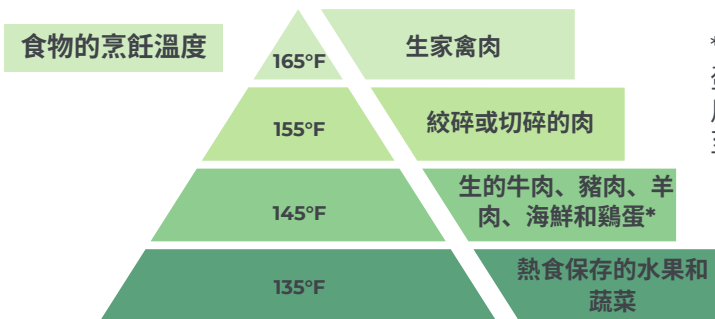 食物的烹飪溫度
165°F
生家禽肉
155°F
絞碎或切碎的肉
145°F
生的牛肉、豬肉、羊
肉、海鮮和鷄蛋*
135°F
熱食保存的水果和
蔬菜
*